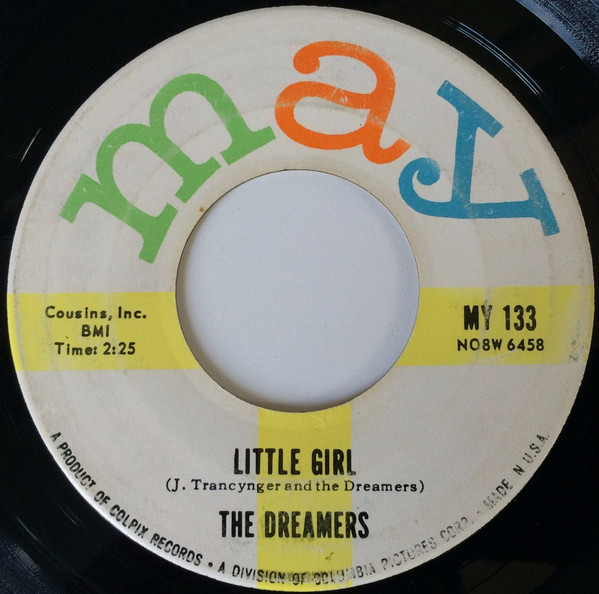 may
Cousins, Inc.
BMI
Time: 2:25
MY 133
NO8W 6458
LITTLE GIRL
(J. Trancynger and the Dreamers)
THE DREAMERS
A PRODUCT OF COLPIX RECORDS • A DIVISION OF COLUMBIA PICTURES CORP. - MADE IN U.S.A.